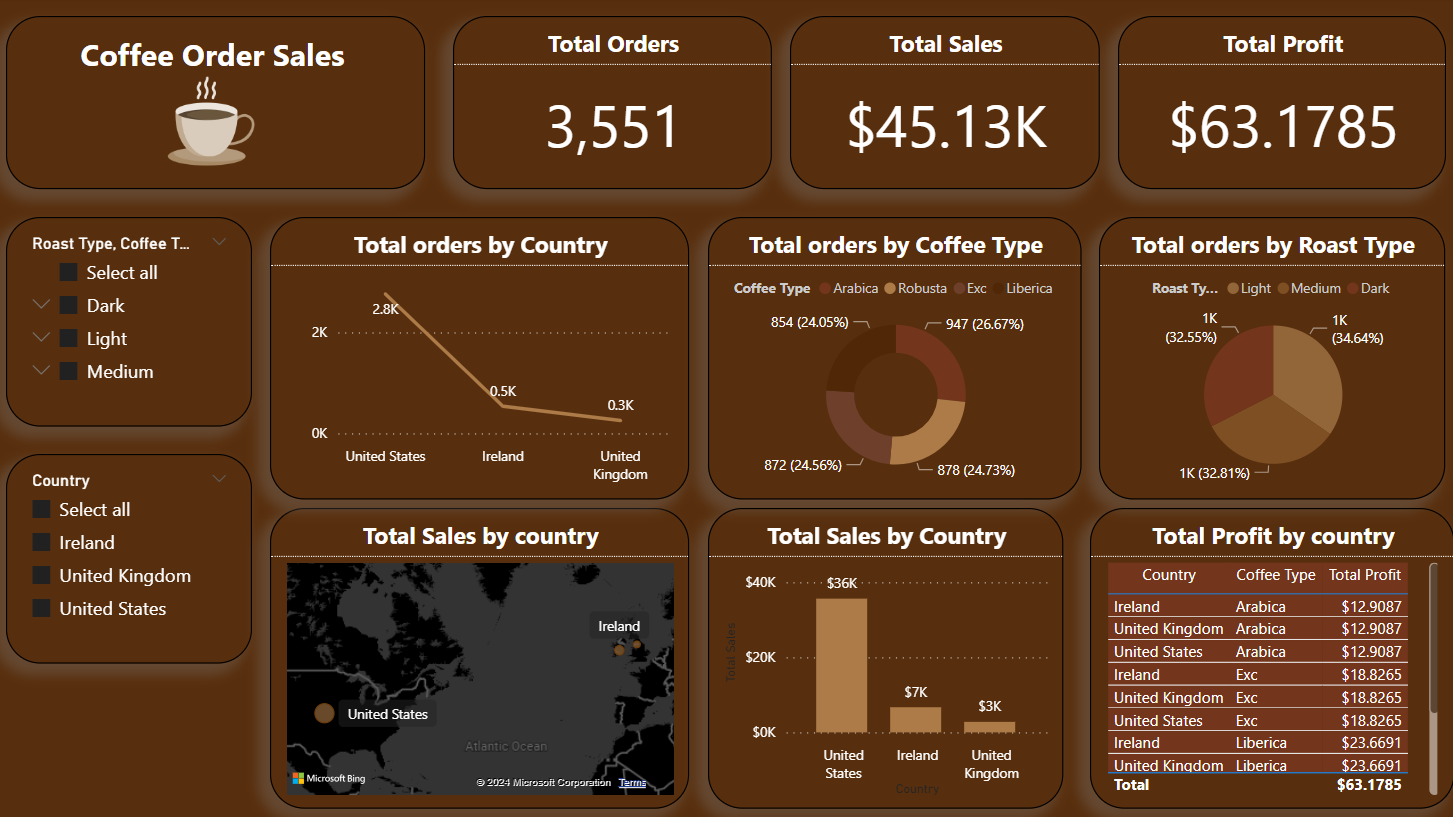 Coffee Order Sales
Total Orders
3,551
Total Sales
$45.13K
Total Profit
$63.1785
Roast Type, Coffee T...
Select all
Dark
Light
Medium
Country
Select all
Ireland
United Kingdom
United States
Total orders by Country
2K
0K
2.8K
0.5K
0.3K
United States
Ireland
United
Kingdom
Total orders by Coffee Type
Coffee Type Arabica Robusta Exc Liberica
854 (24.05%)
947 (26.67%)
872 (24.56%)
878 (24.73%)
Total orders by Roast Type
Roast Ty... Light Medium Dark
1K
(32.55%)
1K
(34.64%)
1K (32.81%)
Total Sales by country
Ireland
United States
Atlantic Ocean
Microsoft Bing
© 2024 Microsoft Corporation Terms
Total Sales by Country
Total Sales
$40K
$20K
$0K
$36K
$7K
$3K
United
States
Ireland
United
Kingdom
Country
Total Profit by country
Country Coffee Type Total Profit
Ireland Arabica $12.9087
United Kingdom Arabica $12.9087
United States Arabica $12.9087
Ireland Exc $18.8265
United Kingdom Exc $18.8265
United States Exc $18.8265
Ireland Liberica $23.6691
United Kingdom Liberica $23.6691
Total $63.1785